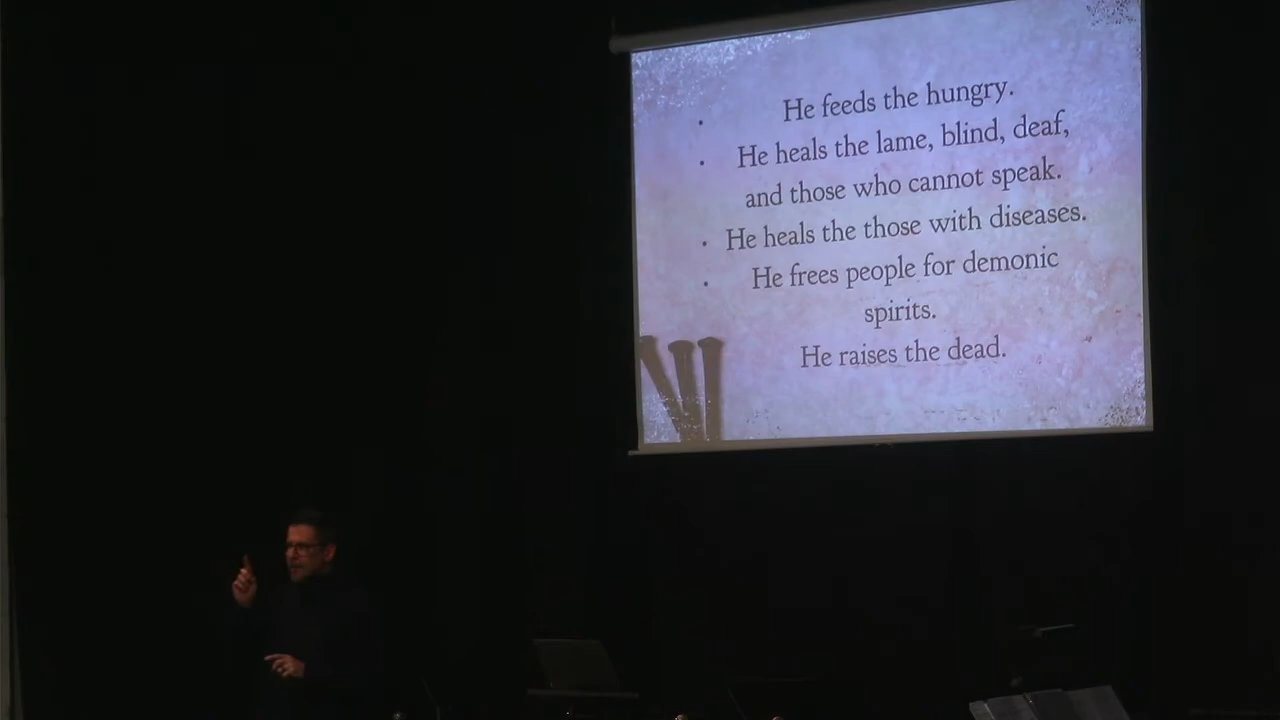 • He feeds the hungry.
• He heals the lame, blind, deaf,
and those who cannot speak.
• He heals the those with diseases.
• He frees people for demonic
spirits.
He raises the dead.